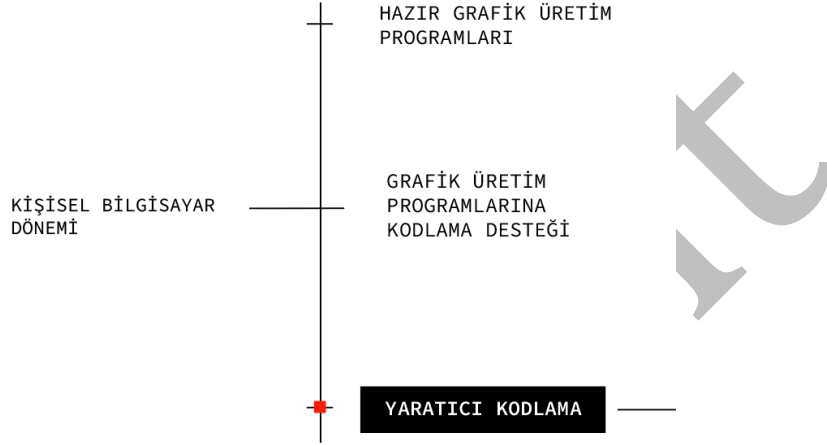 HAZIR GRAFİK ÜRETİM
PROGRAMLARI
KİŞİSEL BİLGİSAYAR
DÖNEMİ
GRAFİK ÜRETİM
PROGRAMLARINA
KODLAMA DESTEĞİ
YARATICI KODLAMA